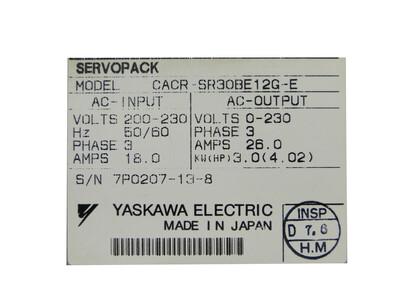 SERVOPACK
MODEL CACR-SR30BE12G-E
AC-INPUT AC-OUTPUT
VOLTS 200-230 VOLTS 0-230
Hz 50/60 PHASE 3
PHASE 3 AMPS 26.0
AMPS 18.0 KW(HP) 3.0(4.02)
S/N 7P0207-13-8
YASKAWA ELECTRIC
MADE IN JAPAN
INSP
D 7.6
H.M